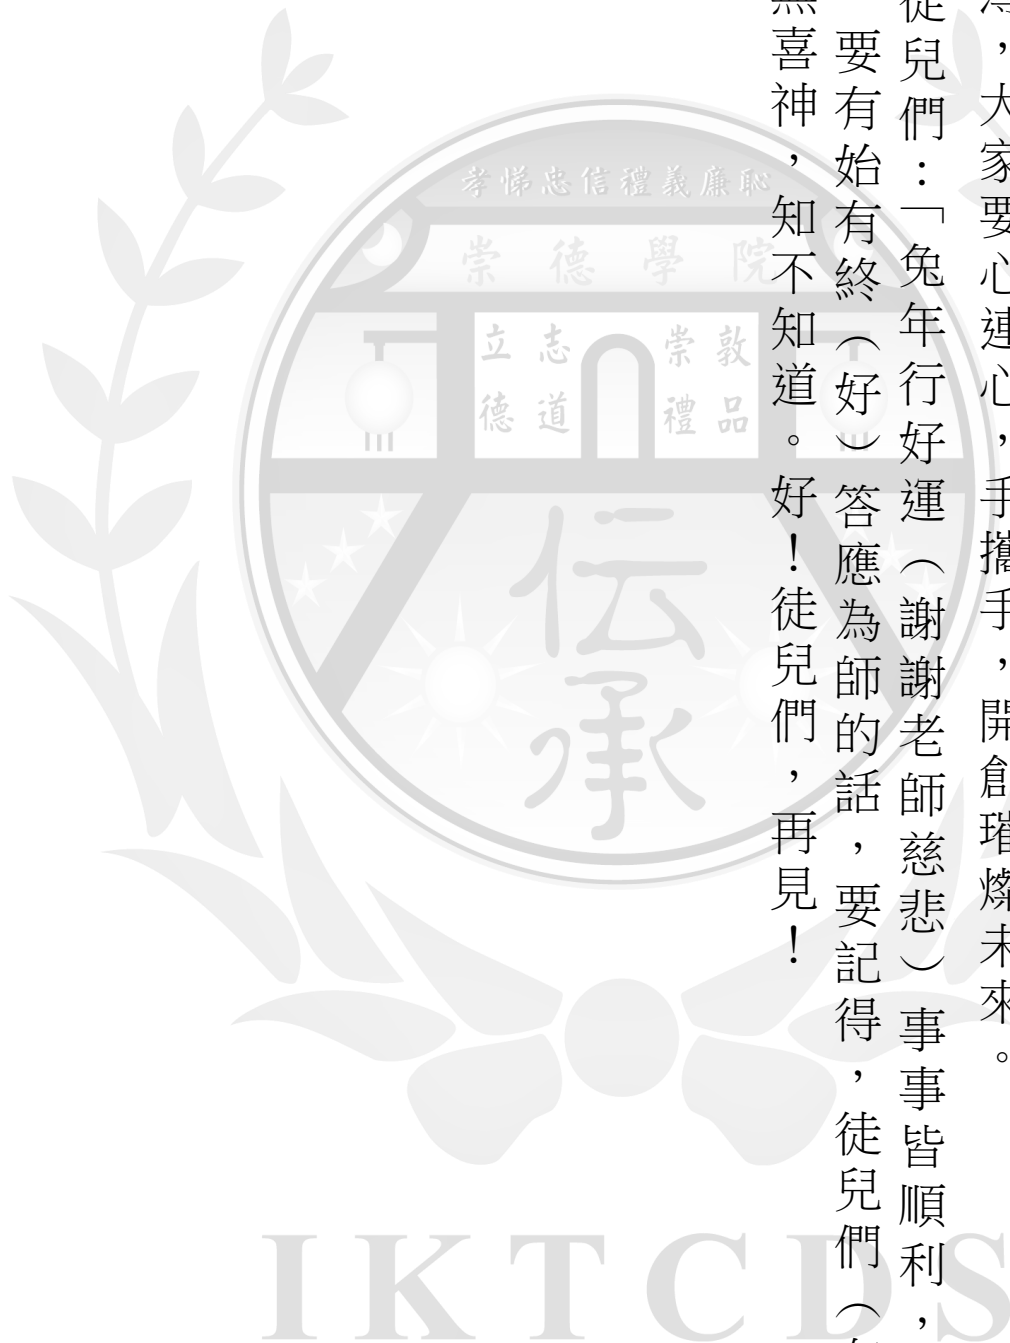 ，大家要心連心，手攜手，開創璀燦未來。
徒兒們：「兔年行好運（謝謝老師慈悲）事事皆順利，
要有始有終（好）答應為師的話，要記得，徒兒們（
無喜神，知不知道。好！徒兒們，再見！
孝悌忠信禮義廉恥
崇德學院
立志 崇敦
德道 禮品
伝承
IKTCDS